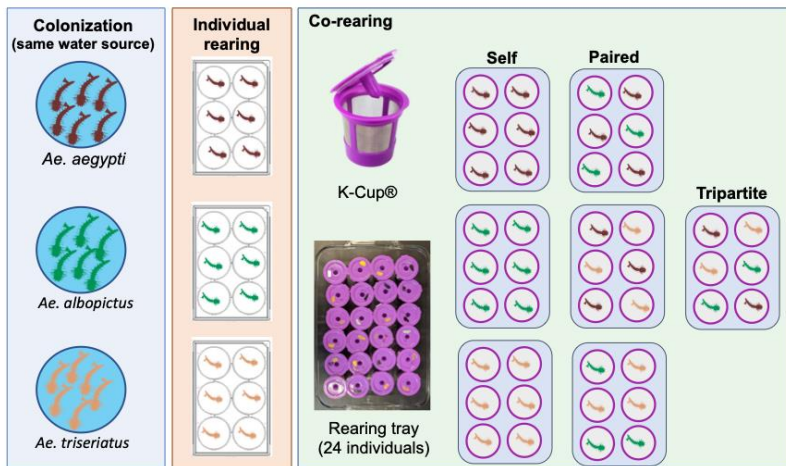 Colonization
(same water source)
Ae. aegypti
Ae. albopictus
Ae. triseriatus
Individual
rearing
Co-rearing
K-Cup®
Rearing tray
(24 individuals)
Self
Paired
Tripartite